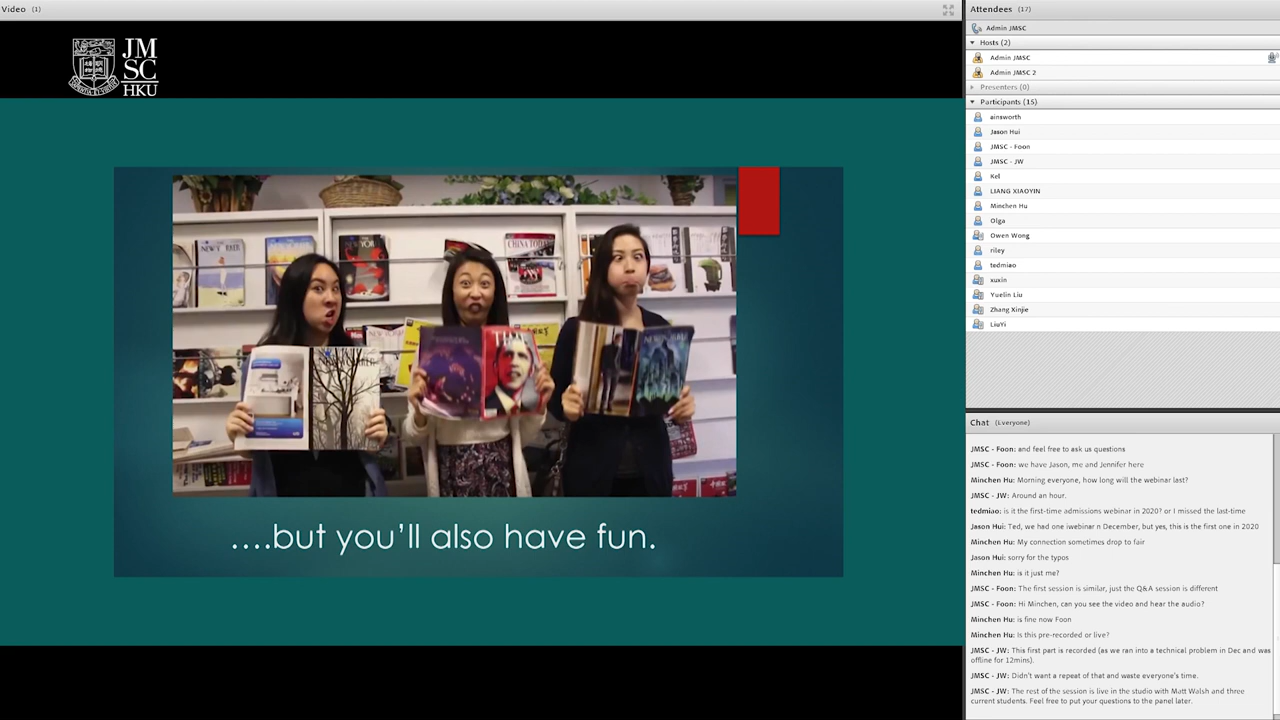 Video (1)
JM
SC
HKU
NEW YORKER
CHINA TODAY
TIME
....but you'll also have fun.
Attendees (17)
Admin JMSC
Hosts (2)
Admin JMSC
Admin JMSC 2
Presenters (0)
Participants (15)
ainsworth
Jason Hui
JMSC - Foon
JMSC - JW
Kel
LIANG XIAOYIN
Minchen Hu
Olga
Owen Wong
riley
tedmiao
xuxin
Yuelin Liu
Zhang Xinjie
LiuYi
Chat (Everyone)
JMSC - Foon: and feel free to ask us questions
JMSC - Foon: we have Jason, me and Jennifer here
Minchen Hu: Morning everyone, how long will the webinar last?
JMSC - JW: Around an hour.
tedmiao: is it the first-time admissions webinar in 2020? or I missed the last-time
Jason Hui: Ted, we had one iwebinar n December, but yes, this is the first one in 2020
Minchen Hu: My connection sometimes drop to fair
Jason Hui: sorry for the typos
Minchen Hu: is it just me?
JMSC - Foon: The first session is similar, just the Q&A session is different
JMSC - Foon: Hi Minchen, can you see the video and hear the audio?
Minchen Hu: is fine now Foon
Minchen Hu: Is this pre-recorded or live?
JMSC - JW: This first part is recorded (as we ran into a technical problem in Dec and was
offline for 12mins).
JMSC - JW: Didn't want a repeat of that and waste everyone's time.
JMSC - JW: The rest of the session is live in the studio with Matt Walsh and three
current students. Feel free to put your questions to the panel later.